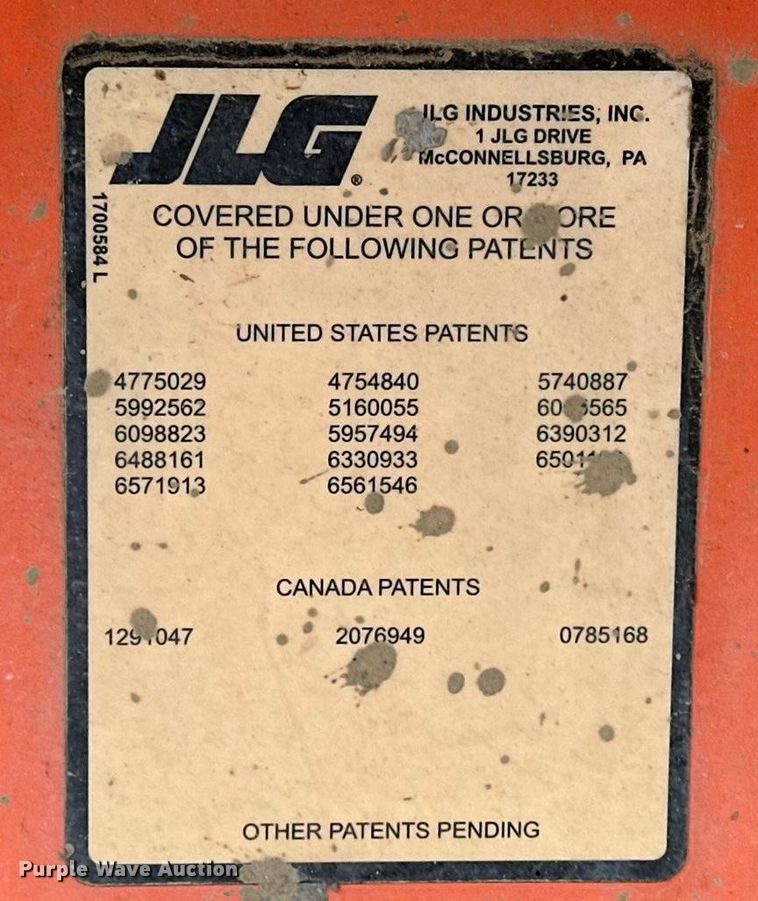 JLG®
JLG INDUSTRIES, INC.
1 JLG DRIVE
McCONNELLSBURG, PA
17233
1700584 L
COVERED UNDER ONE OR MORE
OF THE FOLLOWING PATENTS
UNITED STATES PATENTS
4775029 4754840 5740887
5992562 5160055
6098823 5957494 6390312
6488161 6330933
6571913 6561546
CANADA PATENTS
1291047 2076949 0785168
OTHER PATENTS PENDING
Purple Wave Auction